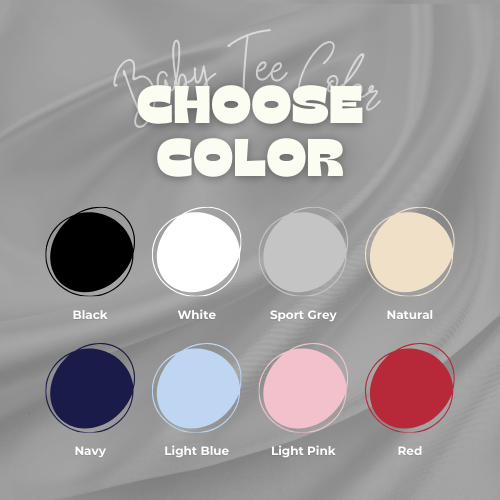 Baby Tee Color
CHOOSE
COLOR
Black
White
Sport Grey
Natural
Navy
Light Blue
Light Pink
Red